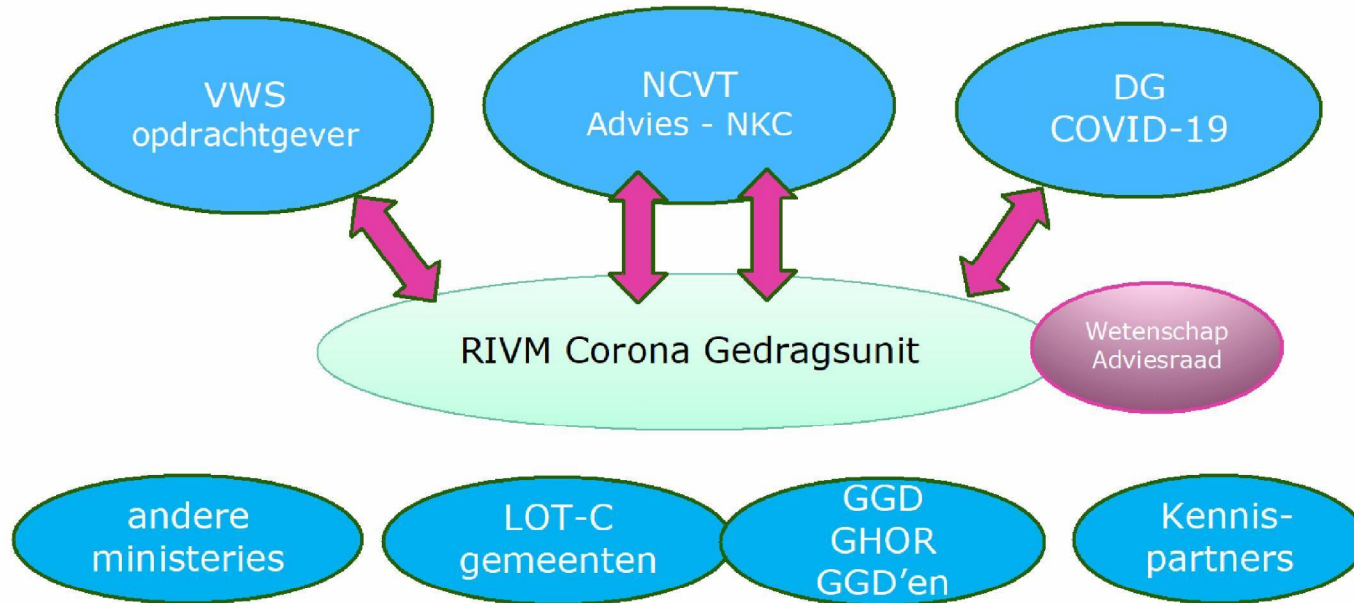 VWS
opdrachtgever
NCVT
Advies - NKC
DG
COVID-19
RIVM Corona Gedragsunit
Wetenschap
Adviesraad
andere
ministeries
LOT-C
gemeenten
GGD
GHOR
GGD'en
Kennis-
partners